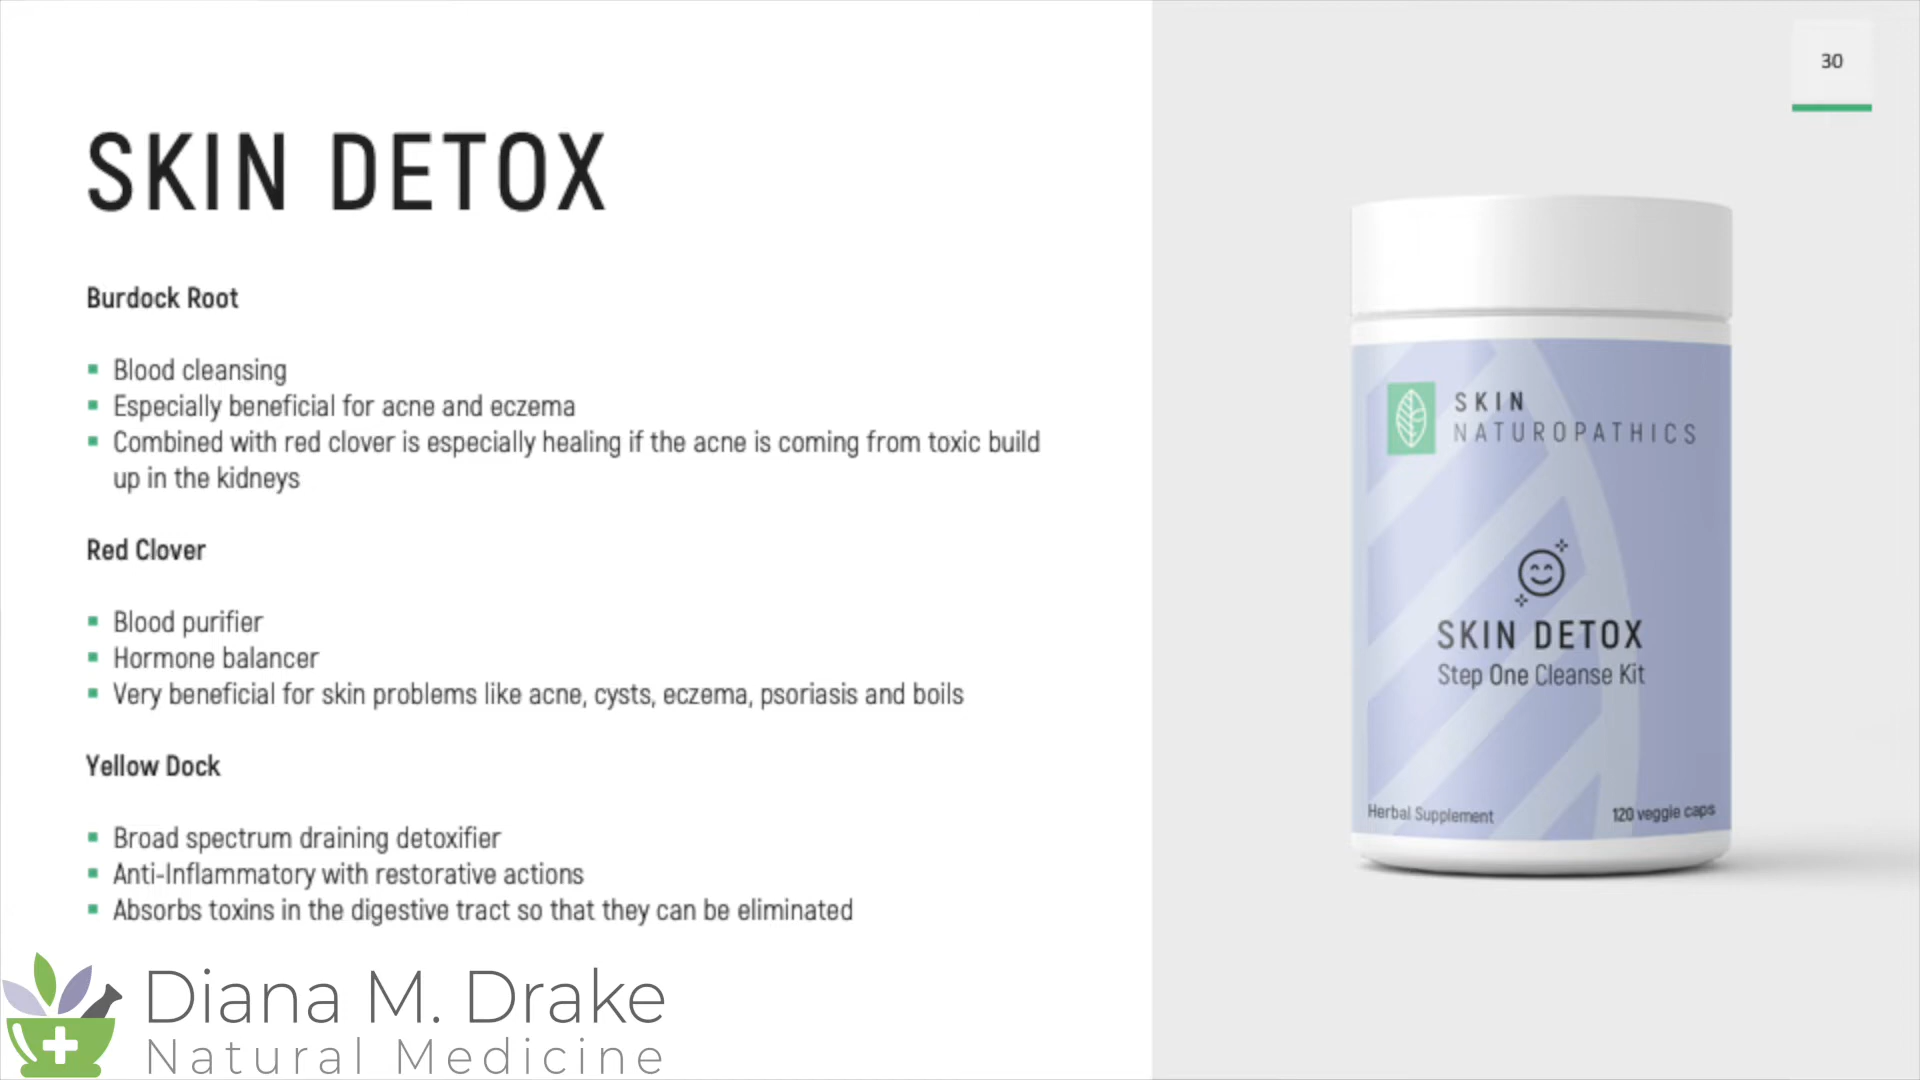 30
SKIN DETOX
Burdock Root
Blood cleansing
Especially beneficial for acne and eczema
Combined with red clover is especially healing if the acne is coming from toxic build
up in the kidneys
Red Clover
Blood purifier
Hormone balancer
Very beneficial for skin problems like acne, cysts, eczema, psoriasis and boils
Yellow Dock
Broad spectrum draining detoxifier
Anti-Inflammatory with restorative actions
Absorbs toxins in the digestive tract so that they can be eliminated
Diana M. Drake
Natural Medicine
SKIN
NATUROPATHICS
SKIN DETOX
Step One Cleanse Kit
Herbal Supplement
120 veggie caps